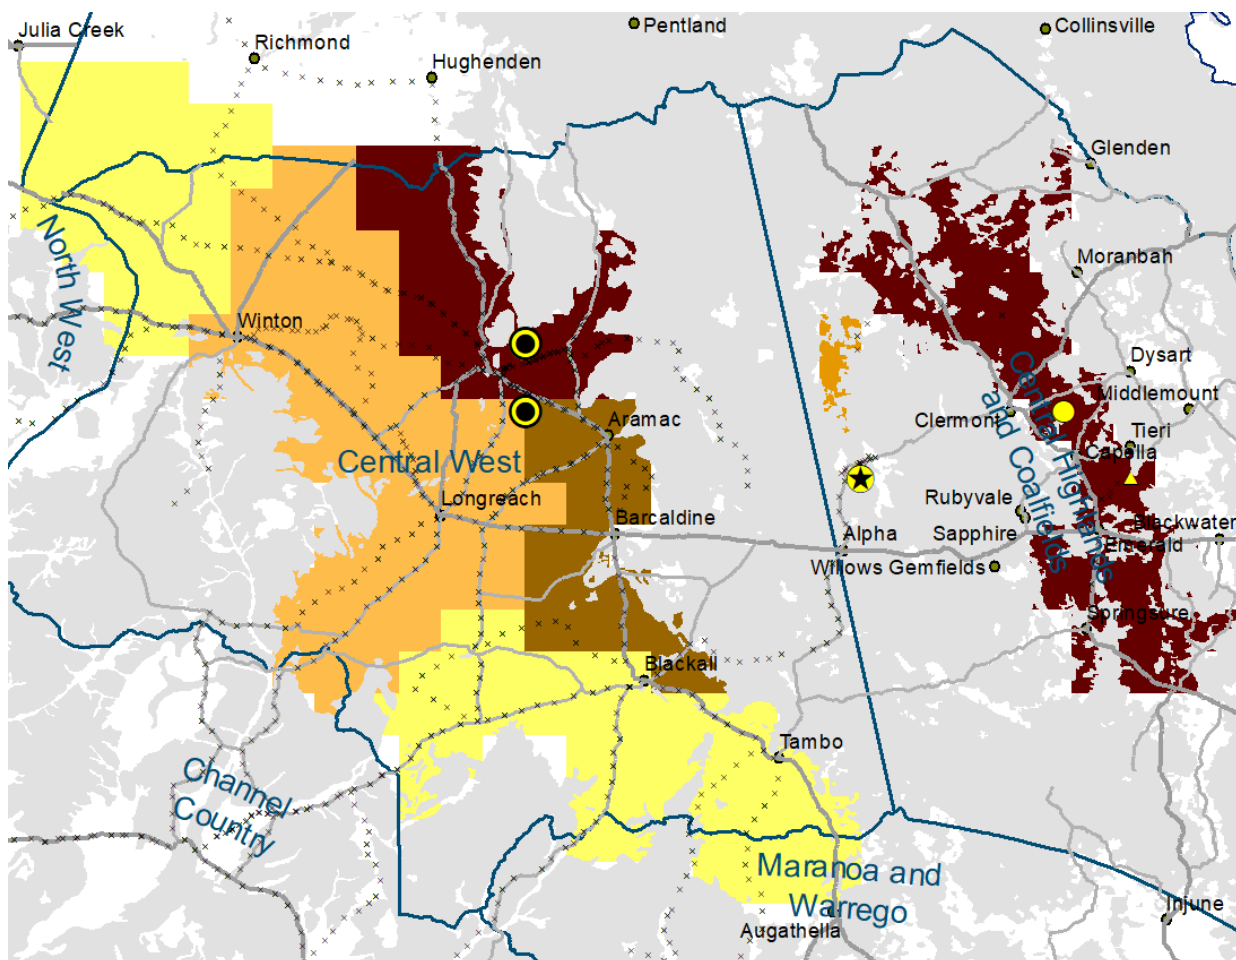 Pentland
Collinsville
Julia Creek
Richmond
Hughenden
Glenden
North West
Moranbah
Winton
Dysart
Middlemount
Central Highlands
and Coalfields
Clermont
Aramac
Tieri
Capella
Central West
Longreach
Rubyvale
Barcaldine
Alpha
Sapphire
Blackwater
Emerald
Willows Gemfields
Springsure
Blackall
Tambo
Channel
Country
Maranoa and
Warrego
Injune
Augathella